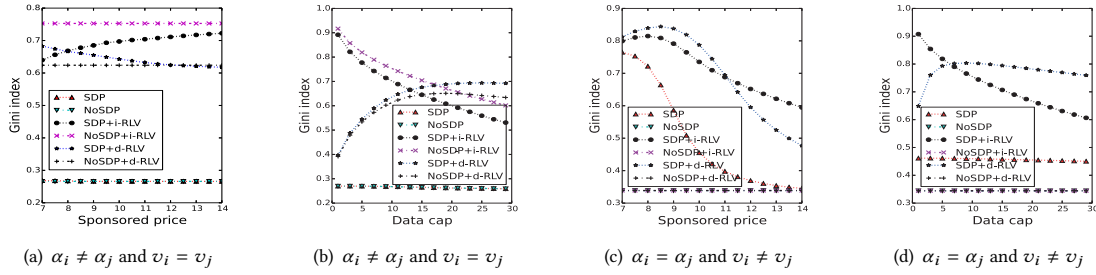 (a)
0.8
0.7
0.6
0.5
0.4
0.3
0.2
Gini index
SDP
NoSDP
SDP+i-RLV
NoSDP+i-RLV
SDP+d-RLV
NoSDP+d-RLV
7 8 9 10 11 12 13 14
Sponsored price
(a) αᵢ ≠ αⱼ and vᵢ = vⱼ
1.0
0.9
0.8
0.7
0.6
0.5
0.4
0.3
0.2
Gini index
SDP
NoSDP
SDP+i-RLV
NoSDP+i-RLV
SDP+d-RLV
NoSDP+d-RLV
0 5 10 15 20 25 30
Data cap
(b) αᵢ ≠ αⱼ and vᵢ = vⱼ
0.9
0.8
0.7
0.6
0.5
0.4
0.3
Gini index
SDP
NoSDP
SDP+i-RLV
NoSDP+i-RLV
SDP+d-RLV
NoSDP+d-RLV
7 8 9 10 11 12 13 14
Sponsored price
(c) αᵢ = αⱼ and vᵢ ≠ vⱼ
1.0
0.9
0.8
0.7
0.6
0.5
0.4
0.3
Gini index
SDP
NoSDP
SDP+i-RLV
NoSDP+i-RLV
SDP+d-RLV
NoSDP+d-RLV
0 5 10 15 20 25 30
Data cap
(d) αᵢ = αⱼ and vᵢ ≠ vⱼ